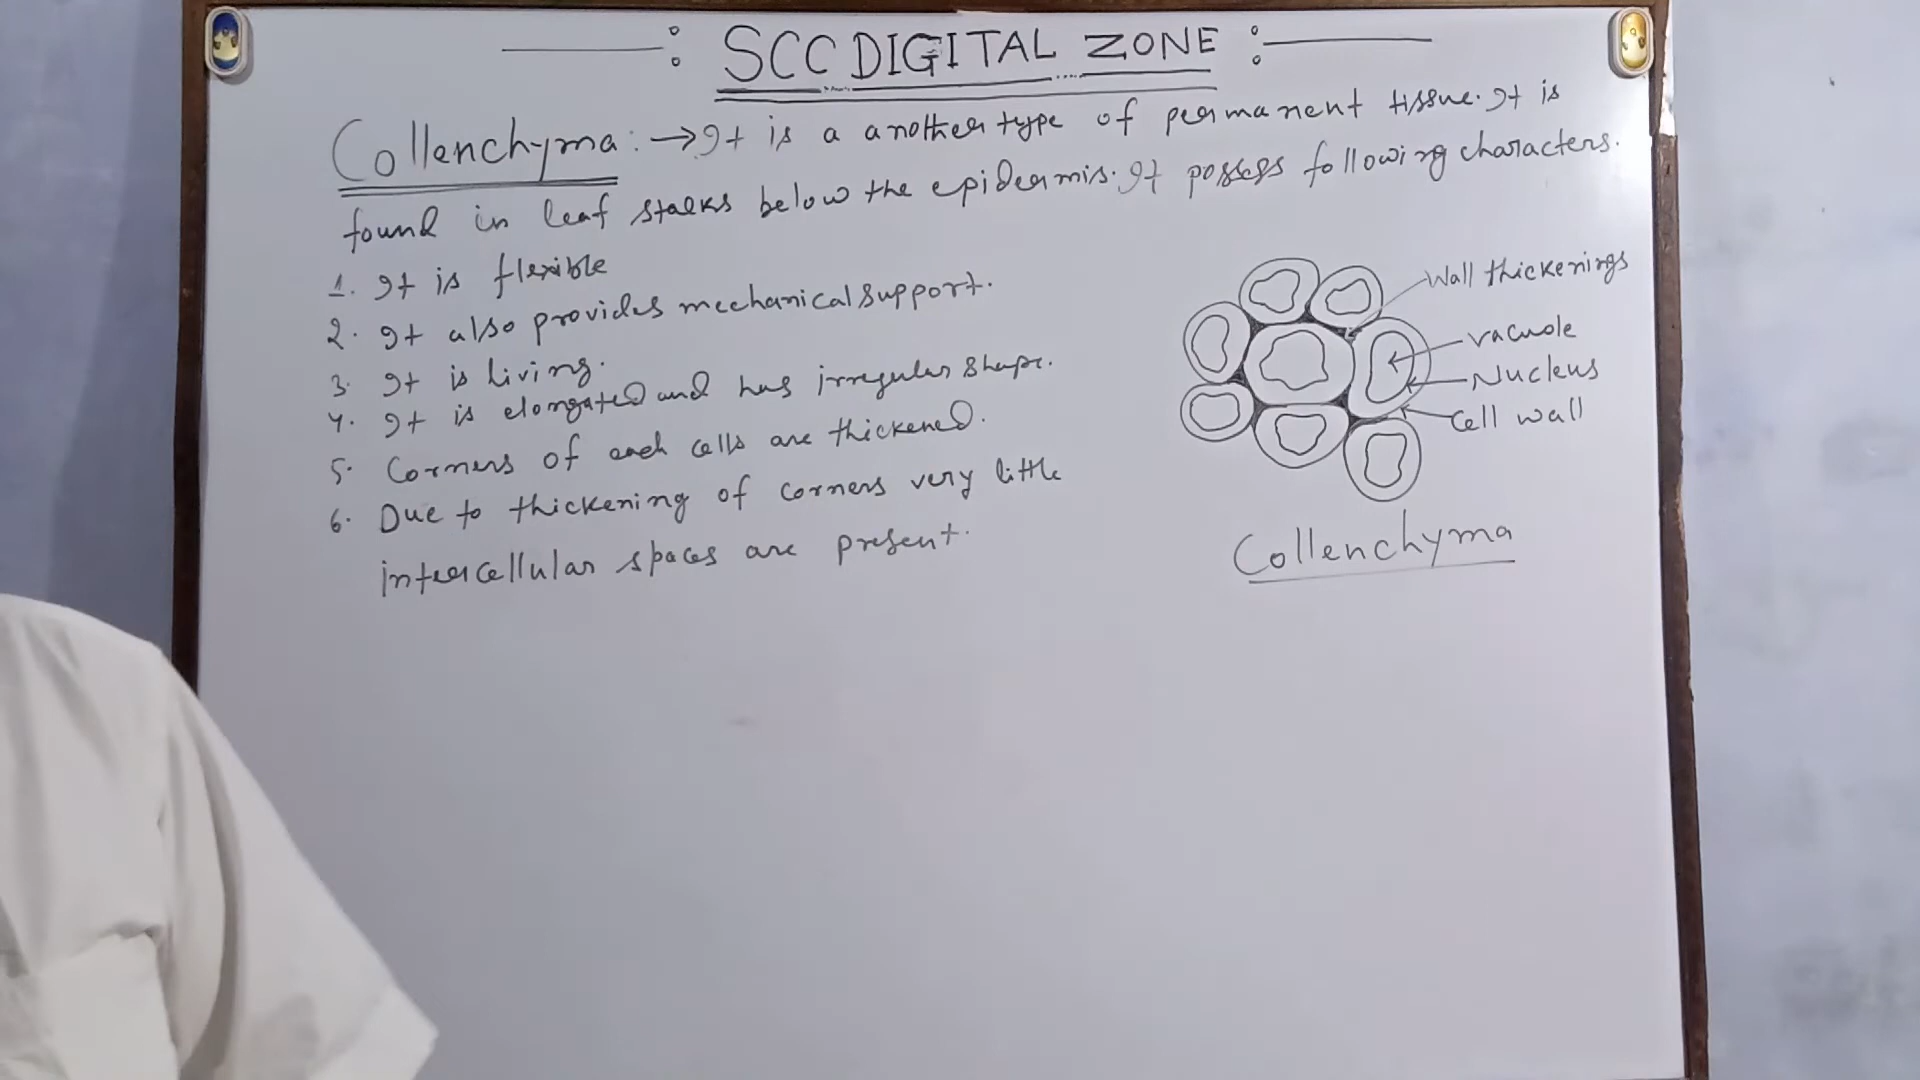 SCC DIGITAL ZONE
Collenchyma: → It is a another type of permanent tissue. It is
found in leaf stalks below the epidermis. It possess following characters.
1. It is flexible
2. It also provides mechanical support.
3. It is living.
4. It is elongated and has irregular shape.
5. Corners of each cells are thickened.
6. Due to thickening of corners very little
intercellular spaces are present.
Wall thickenings
vacuole
Nucleus
Cell wall
Collenchyma